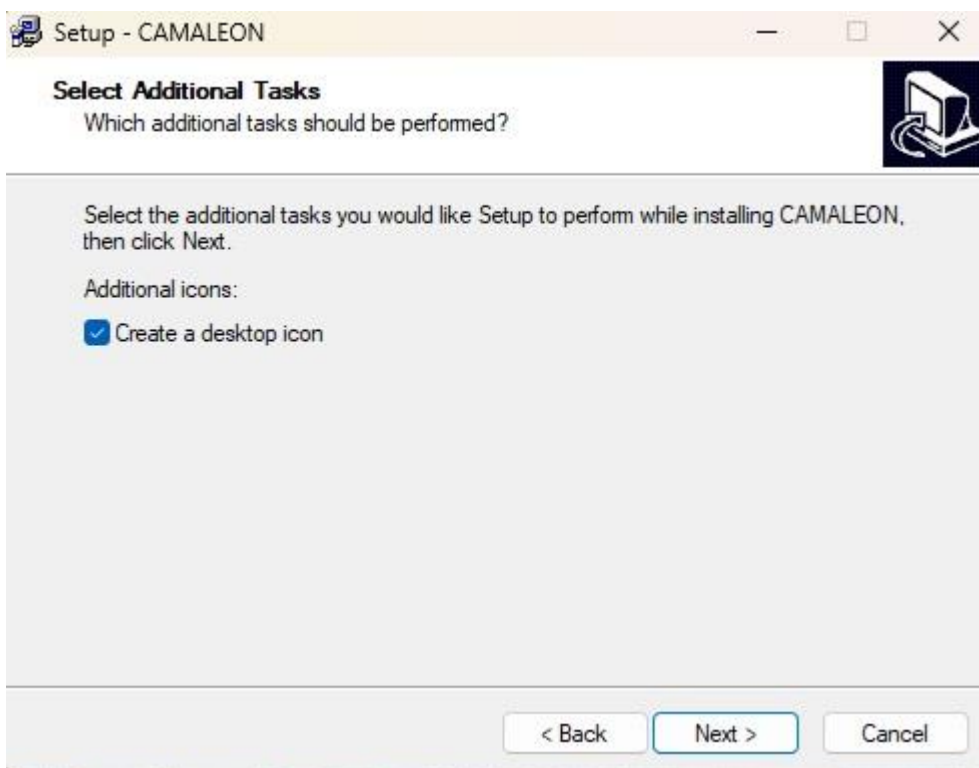 Setup - CAMALEON
Select Additional Tasks
Which additional tasks should be performed?
Select the additional tasks you would like Setup to perform while installing CAMALEON,
then click Next.
Additional icons:
Create a desktop icon
< Back
Next >
Cancel